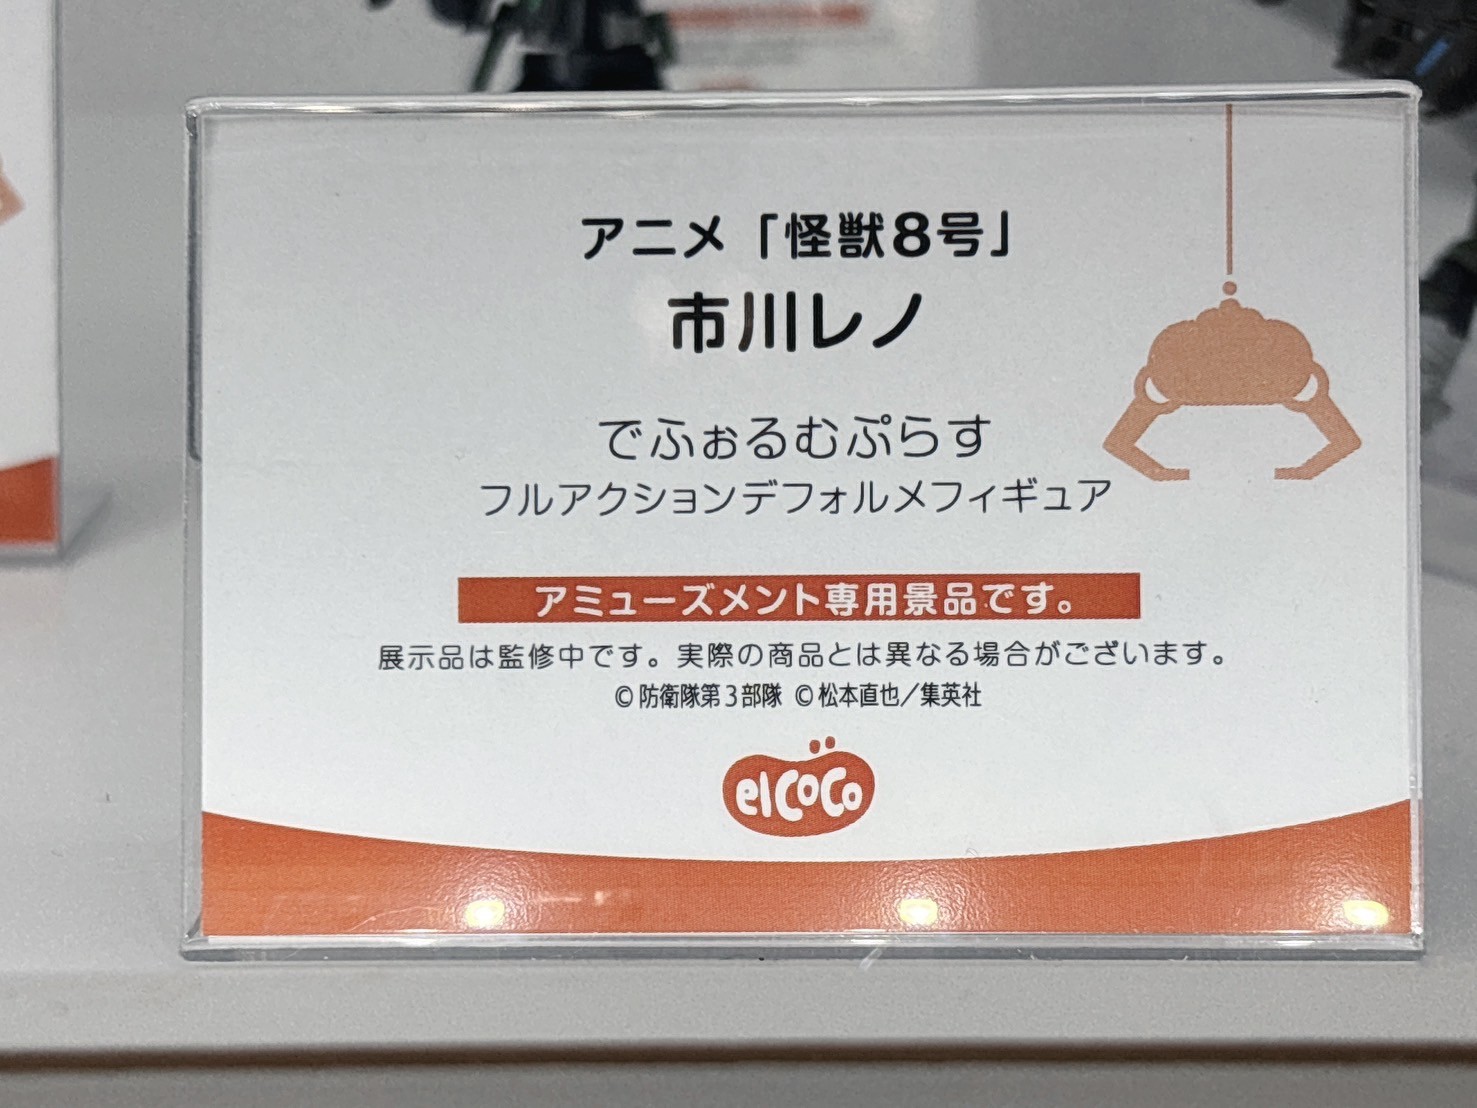 アニメ「怪獣8号」
市川レノ
でふぉるむぷらす
フルアクションデフォルメフィギュア
アミューズメント専用景品です。
展示品は監修中です。実際の商品とは異なる場合がございます。
©防衛隊第3部隊 ©松本直也／集英社
elcoco